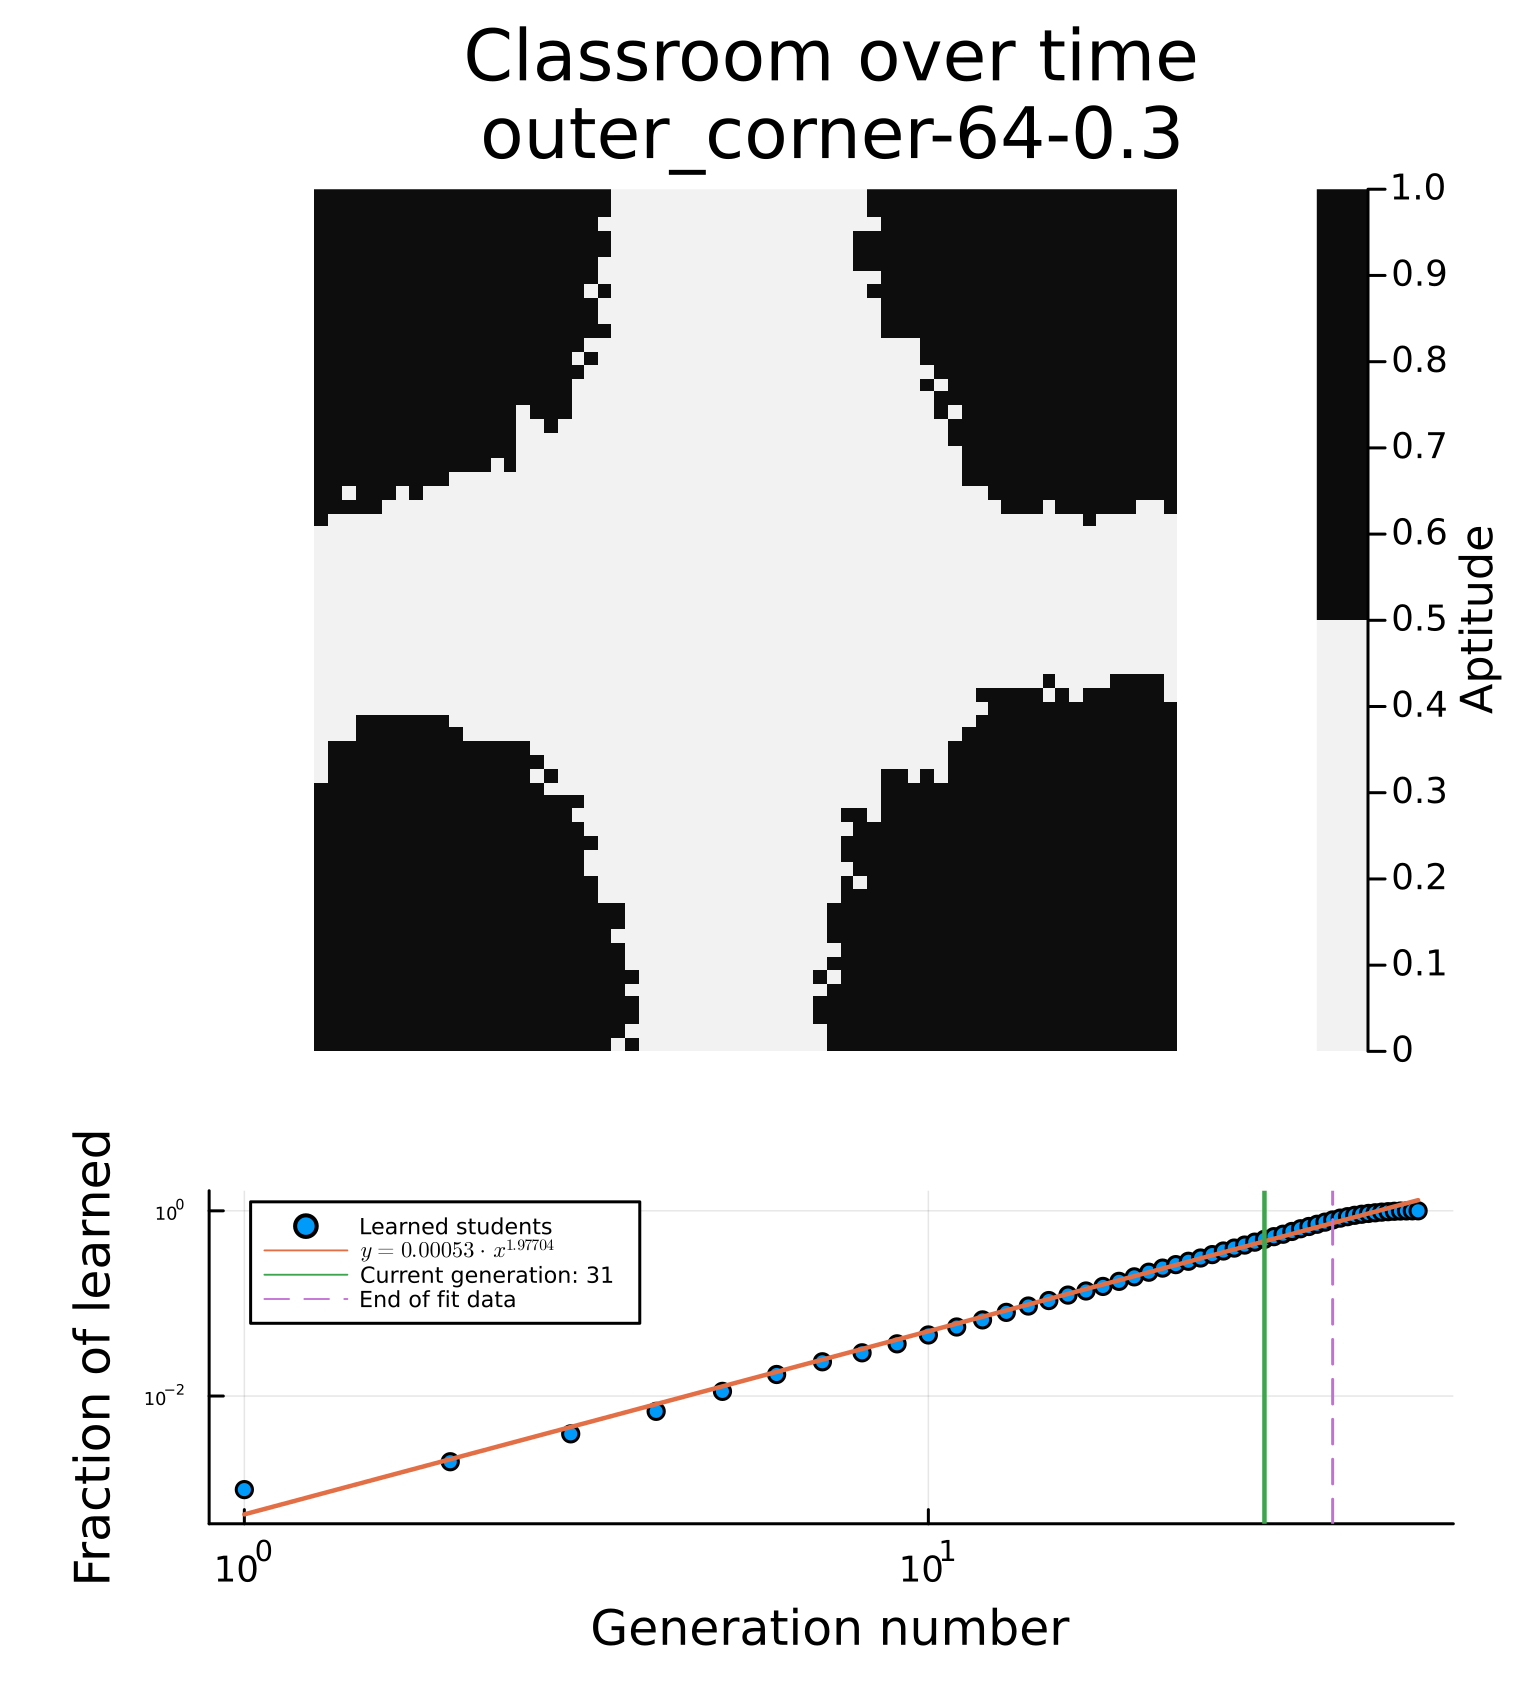 Classroom over time
outer_corner-64-0.3
1.0
0.9
0.8
0.7
0.6
0.5
0.4
0.3
0.2
0.1
0
Aptitude
Fraction of learned
10^0
10^-2
Learned students
y = 0.00053 · x^1.97704
Current generation: 31
End of fit data
10^0
10^1
Generation number